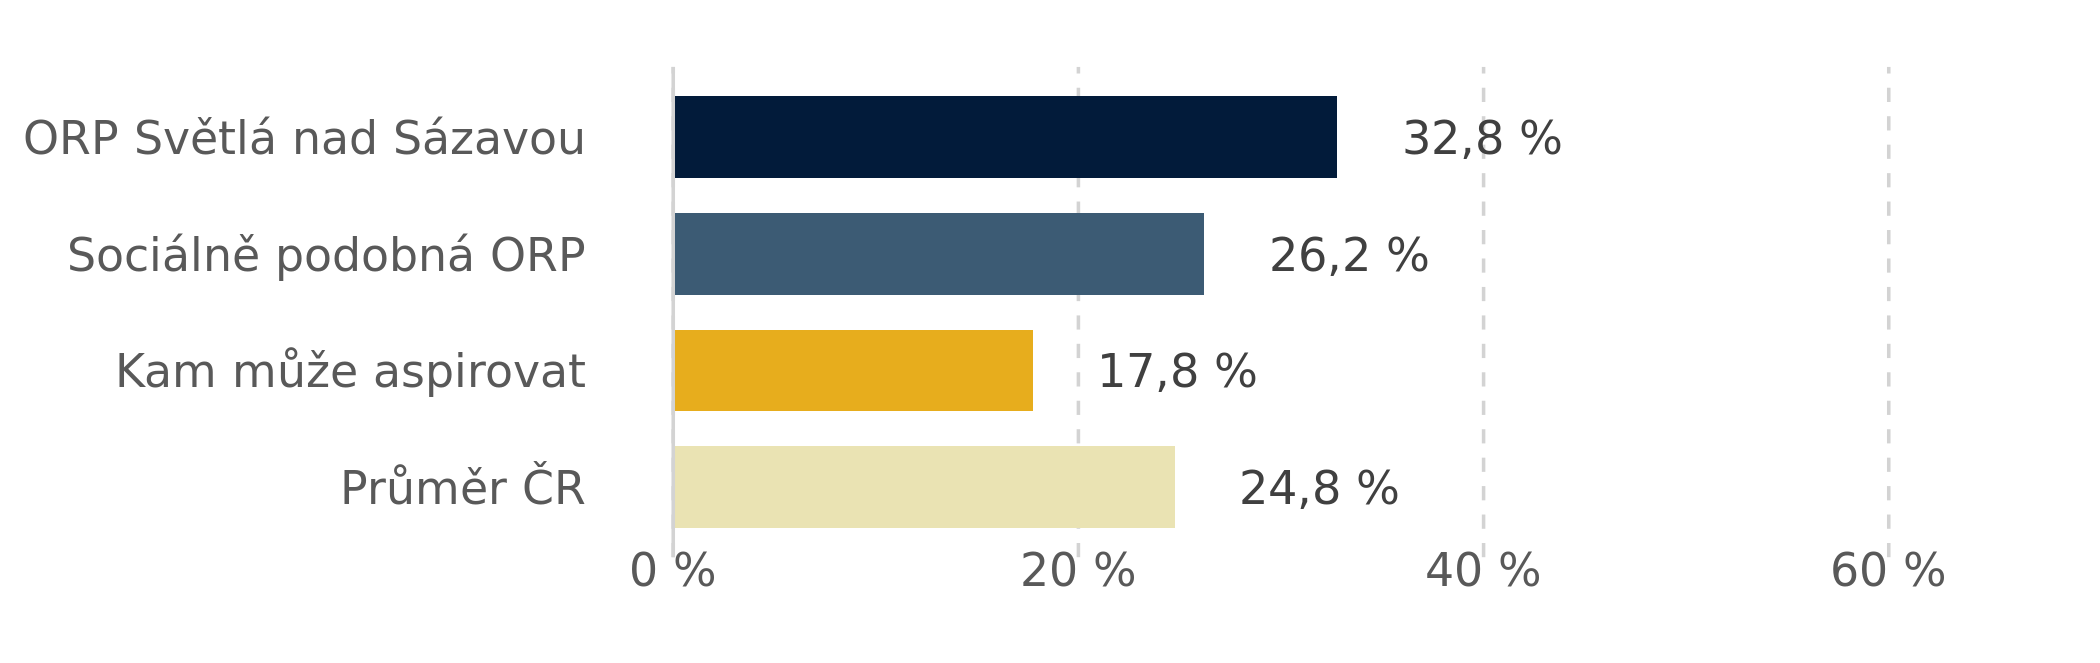 ORP Světlá nad Sázavou 32,8 %
Sociálně podobná ORP 26,2 %
Kam může aspirovat 17,8 %
Průměr ČR 24,8 %
0 % 20 % 40 % 60 %